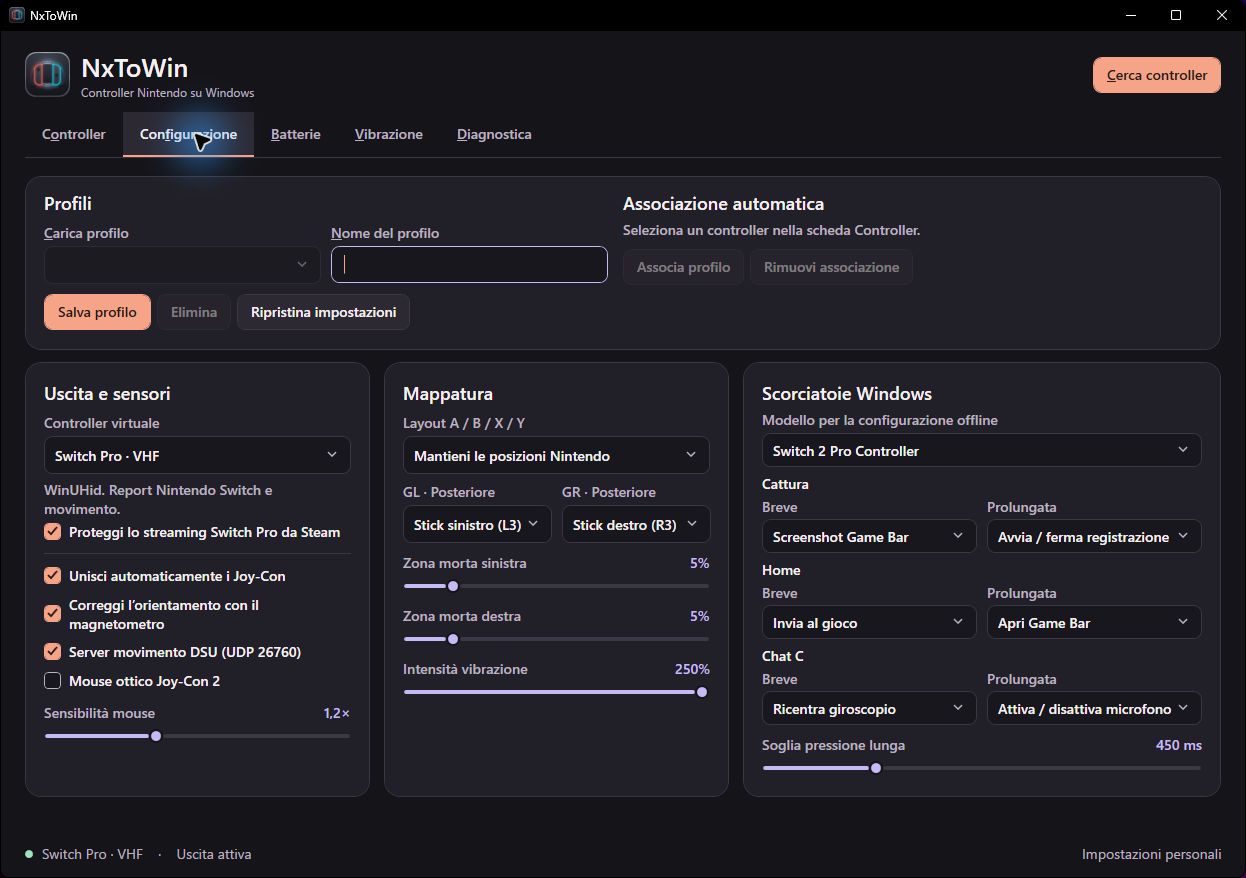 NxToWin
NxToWin
Controller Nintendo su Windows
Cerca controller
Controller
Configurazione
Batterie
Vibrazione
Diagnostica
Profili
Carica profilo
Nome del profilo
Salva profilo
Elimina
Ripristina impostazioni
Associazione automatica
Seleziona un controller nella scheda Controller.
Associa profilo
Rimuovi associazione
Uscita e sensori
Controller virtuale
Switch Pro · VHF
WinUHid. Report Nintendo Switch e
movimento.
Proteggi lo streaming Switch Pro da Steam
Unisci automaticamente i Joy-Con
Correggi l’orientamento con il
magnetometro
Server movimento DSU (UDP 26760)
Mouse ottico Joy-Con 2
Sensibilità mouse
1,2×
Mappatura
Layout A / B / X / Y
Mantieni le posizioni Nintendo
GL · Posteriore
GR · Posteriore
Stick sinistro (L3)
Stick destro (R3)
Zona morta sinistra
5%
Zona morta destra
5%
Intensità vibrazione
250%
Scorciatoie Windows
Modello per la configurazione offline
Switch 2 Pro Controller
Cattura
Breve
Prolungata
Screenshot Game Bar
Avvia / ferma registrazione
Home
Breve
Prolungata
Invia al gioco
Apri Game Bar
Chat C
Breve
Prolungata
Ricentra giroscopio
Attiva / disattiva microfono
Soglia pressione lunga
450 ms
Switch Pro · VHF · Uscita attiva
Impostazioni personali